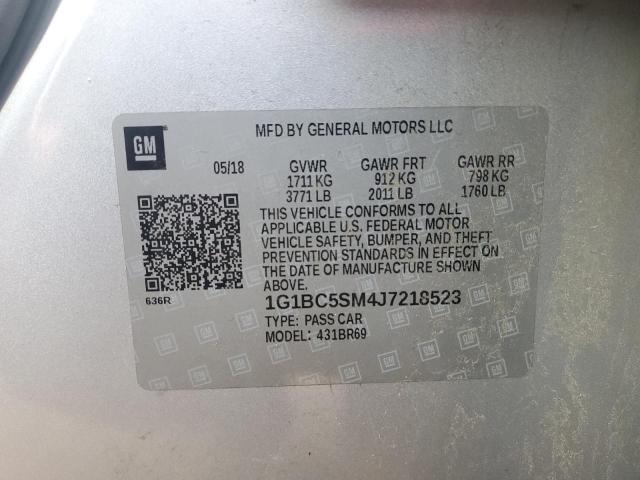 GM
MFD BY GENERAL MOTORS LLC
05/18 GVWR GAWR FRT GAWR RR
1711 KG 912 KG 798 KG
3771 LB 2011 LB 1760 LB
THIS VEHICLE CONFORMS TO ALL
APPLICABLE U.S. FEDERAL MOTOR
VEHICLE SAFETY, BUMPER, AND THEFT
PREVENTION STANDARDS IN EFFECT ON
THE DATE OF MANUFACTURE SHOWN
ABOVE.
636R 1G1BC5SM4J7218523
TYPE: PASS CAR
MODEL: 431BR69